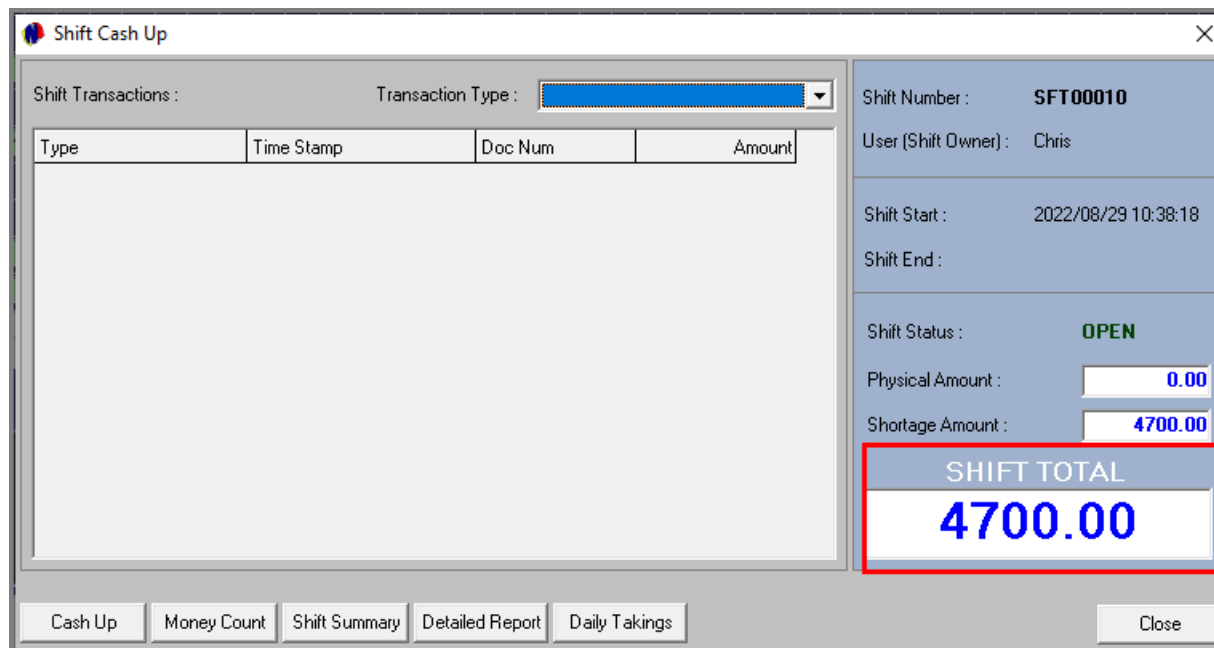 Shift Cash Up
Shift Transactions :
Transaction Type :
Type Time Stamp Doc Num Amount
Shift Number : SFT00010
User (Shift Owner) : Chris
Shift Start : 2022/08/29 10:38:18
Shift End :
Shift Status : OPEN
Physical Amount : 0.00
Shortage Amount : 4700.00
SHIFT TOTAL
4700.00
Cash Up Money Count Shift Summary Detailed Report Daily Takings Close